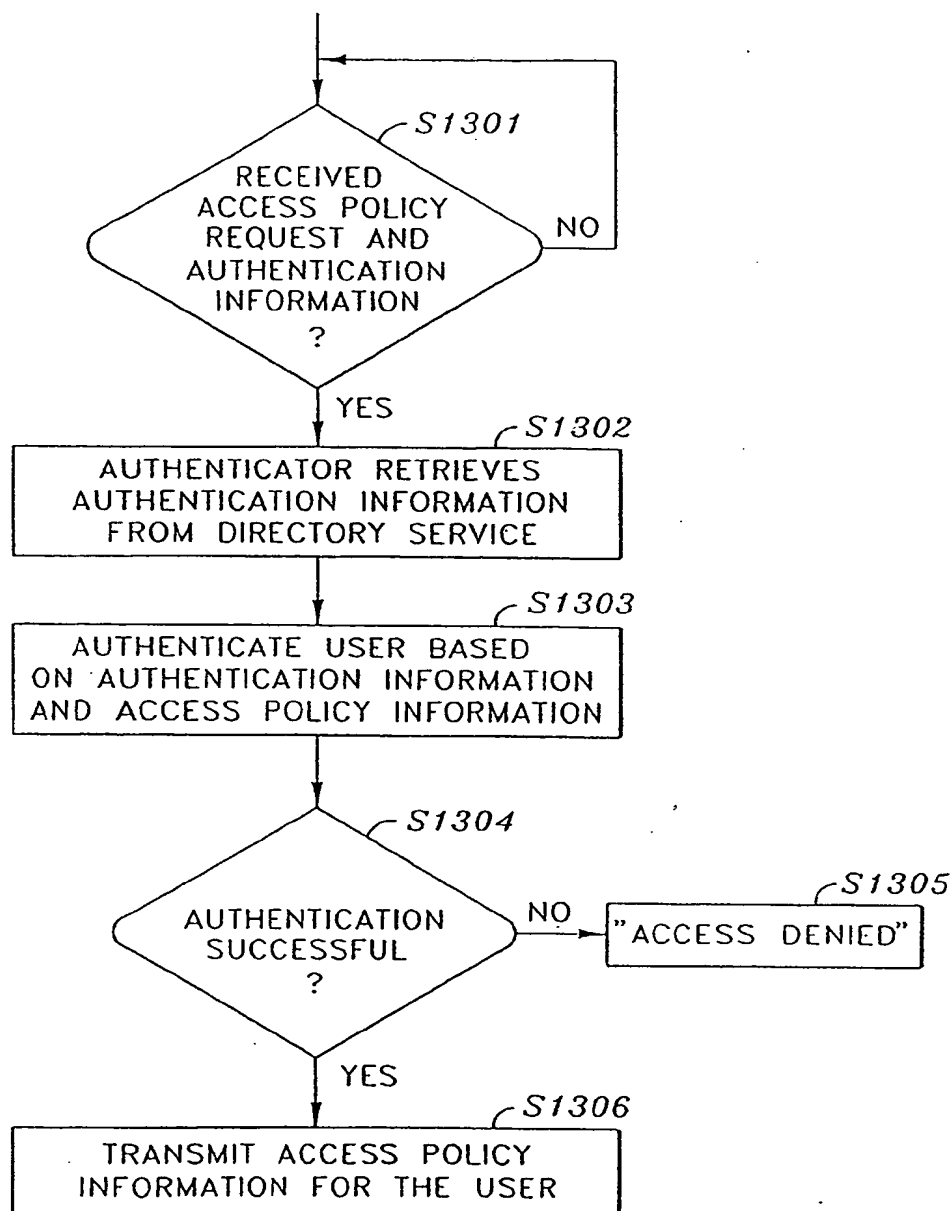 S1301
RECEIVED
ACCESS POLICY
REQUEST AND
AUTHENTICATION
INFORMATION
?
NO
YES
S1302
AUTHENTICATOR RETRIEVES
AUTHENTICATION INFORMATION
FROM DIRECTORY SERVICE
S1303
AUTHENTICATE USER BASED
ON AUTHENTICATION INFORMATION
AND ACCESS POLICY INFORMATION
S1304
AUTHENTICATION
SUCCESSFUL
?
NO
S1305
"ACCESS DENIED"
YES
S1306
TRANSMIT ACCESS POLICY
INFORMATION FOR THE USER